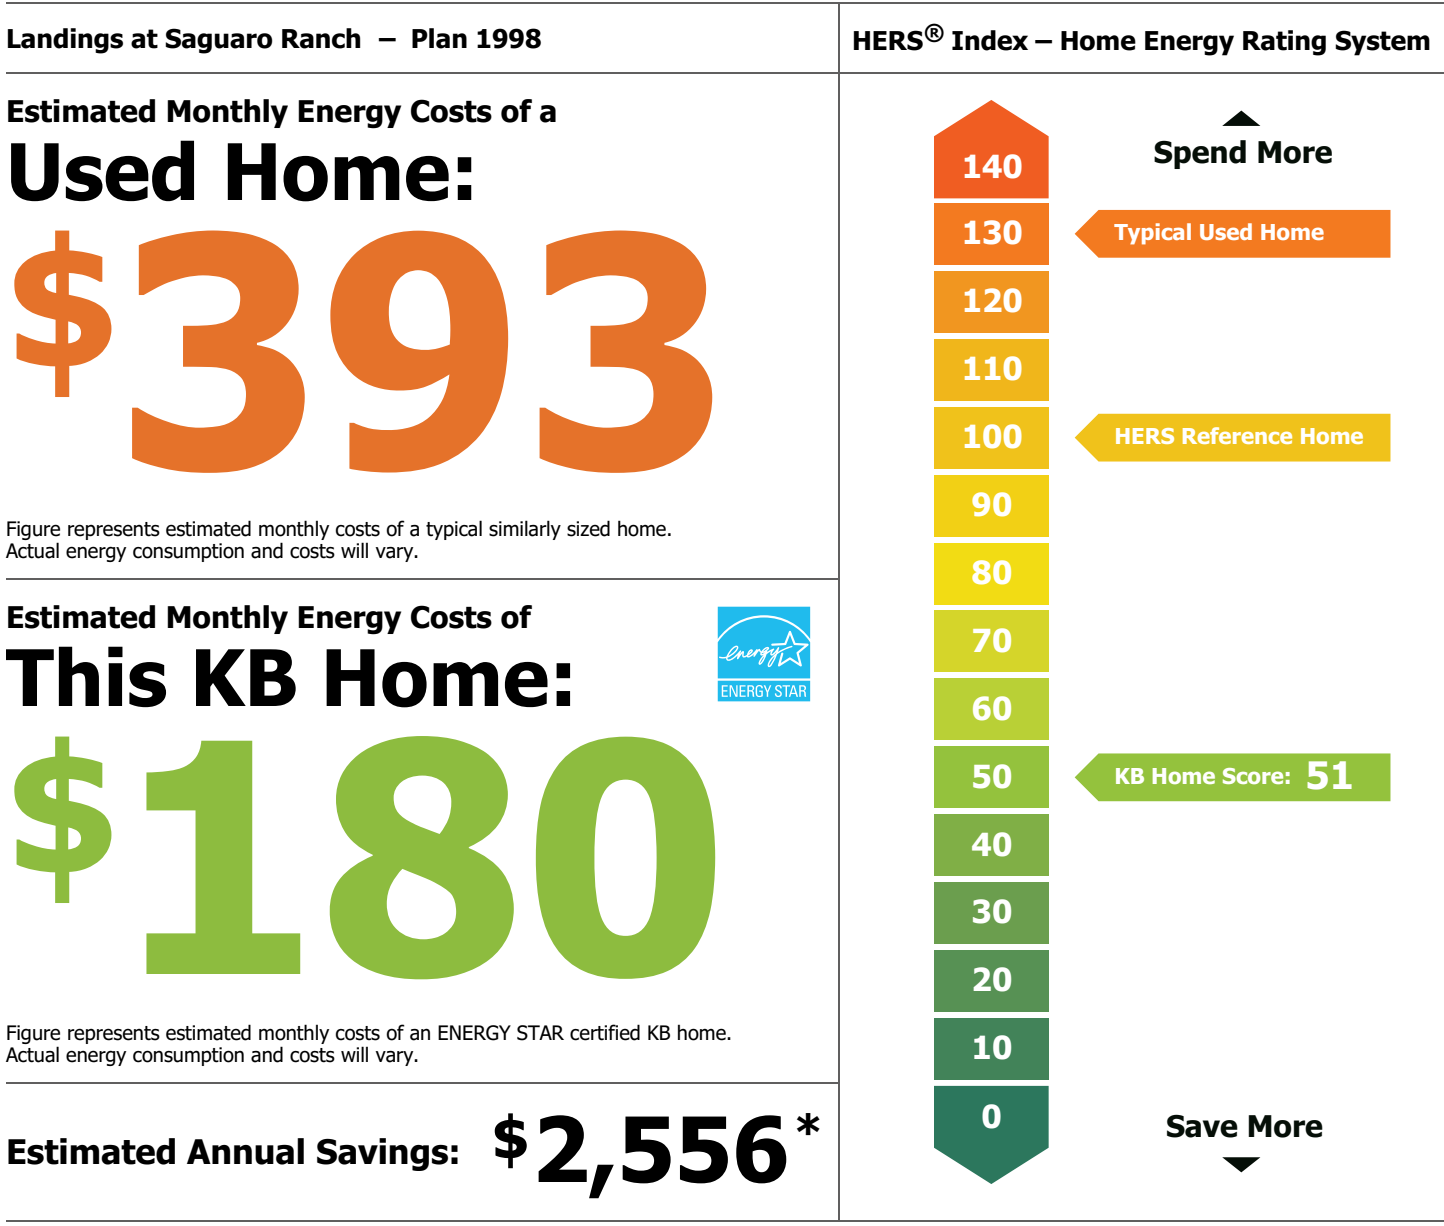 Landings at Saguaro Ranch – Plan 1998
Estimated Monthly Energy Costs of a
Used Home:
$393
Figure represents estimated monthly costs of a typical similarly sized home.
Actual energy consumption and costs will vary.
Estimated Monthly Energy Costs of
This KB Home:
energy
ENERGY STAR
$180
Figure represents estimated monthly costs of an ENERGY STAR certified KB home.
Actual energy consumption and costs will vary.
Estimated Annual Savings: $2,556*
HERS® Index – Home Energy Rating System
Spend More
140
130 Typical Used Home
120
110
100 HERS Reference Home
90
80
70
60
50 KB Home Score: 51
40
30
20
10
0
Save More